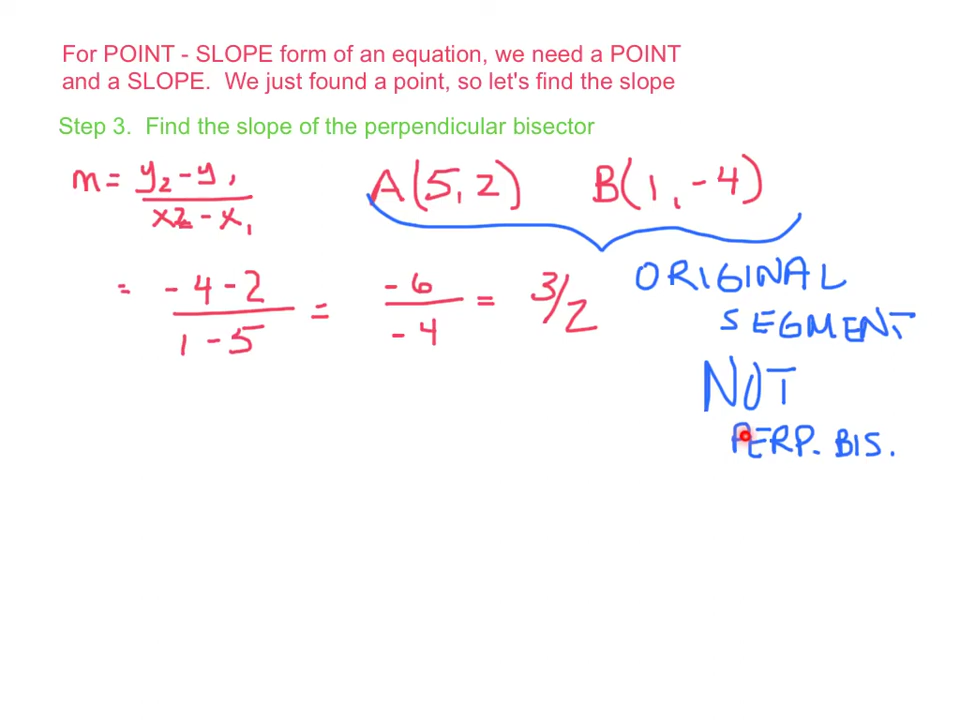 For POINT - SLOPE form of an equation, we need a POINT
and a SLOPE.  We just found a point, so let's find the slope
Step 3.  Find the slope of the perpendicular bisector
m = y₂ - y₁ / x₂ - x₁
A(5, 2) B(1, -4)
= -4 - 2 / 1 - 5 = -6 / -4 = 3/2
ORIGINAL
SEGMENT
NOT
PERP. BIS.